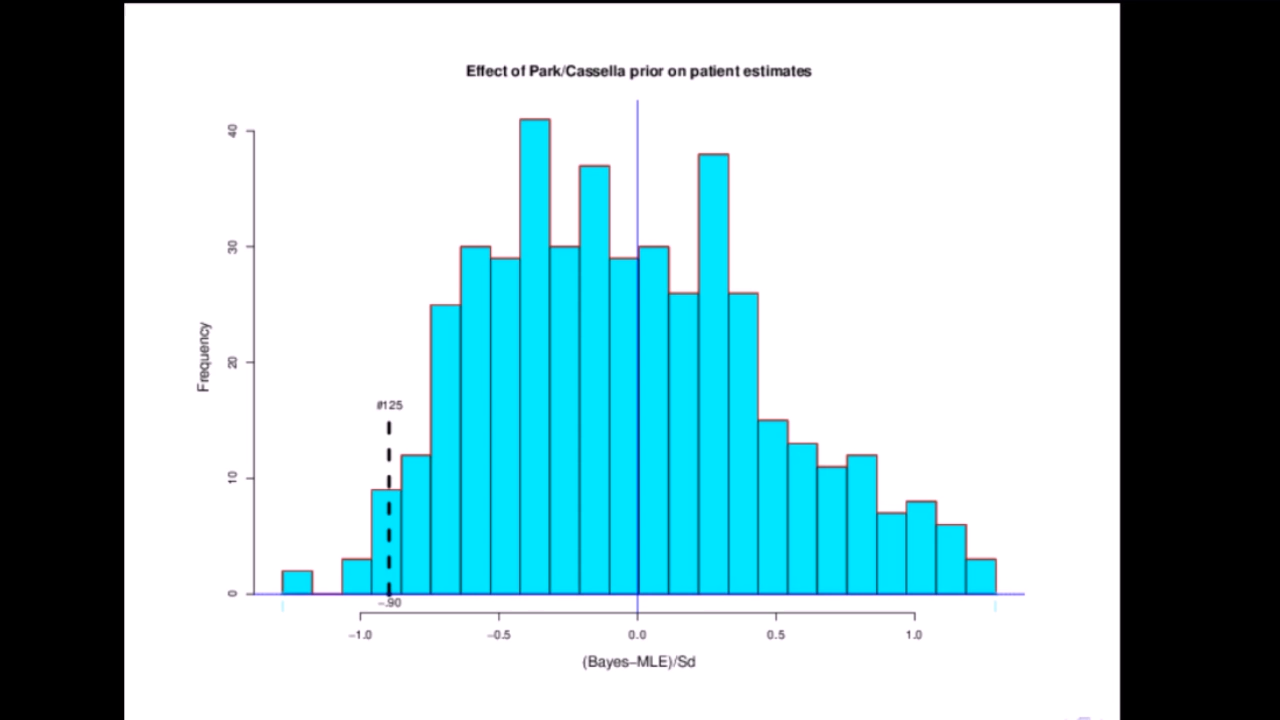 Effect of Park/Cassella prior on patient estimates
Frequency
40
30
20
10
0
#125
−.90
−1.0 −0.5 0.0 0.5 1.0
(Bayes−MLE)/Sd